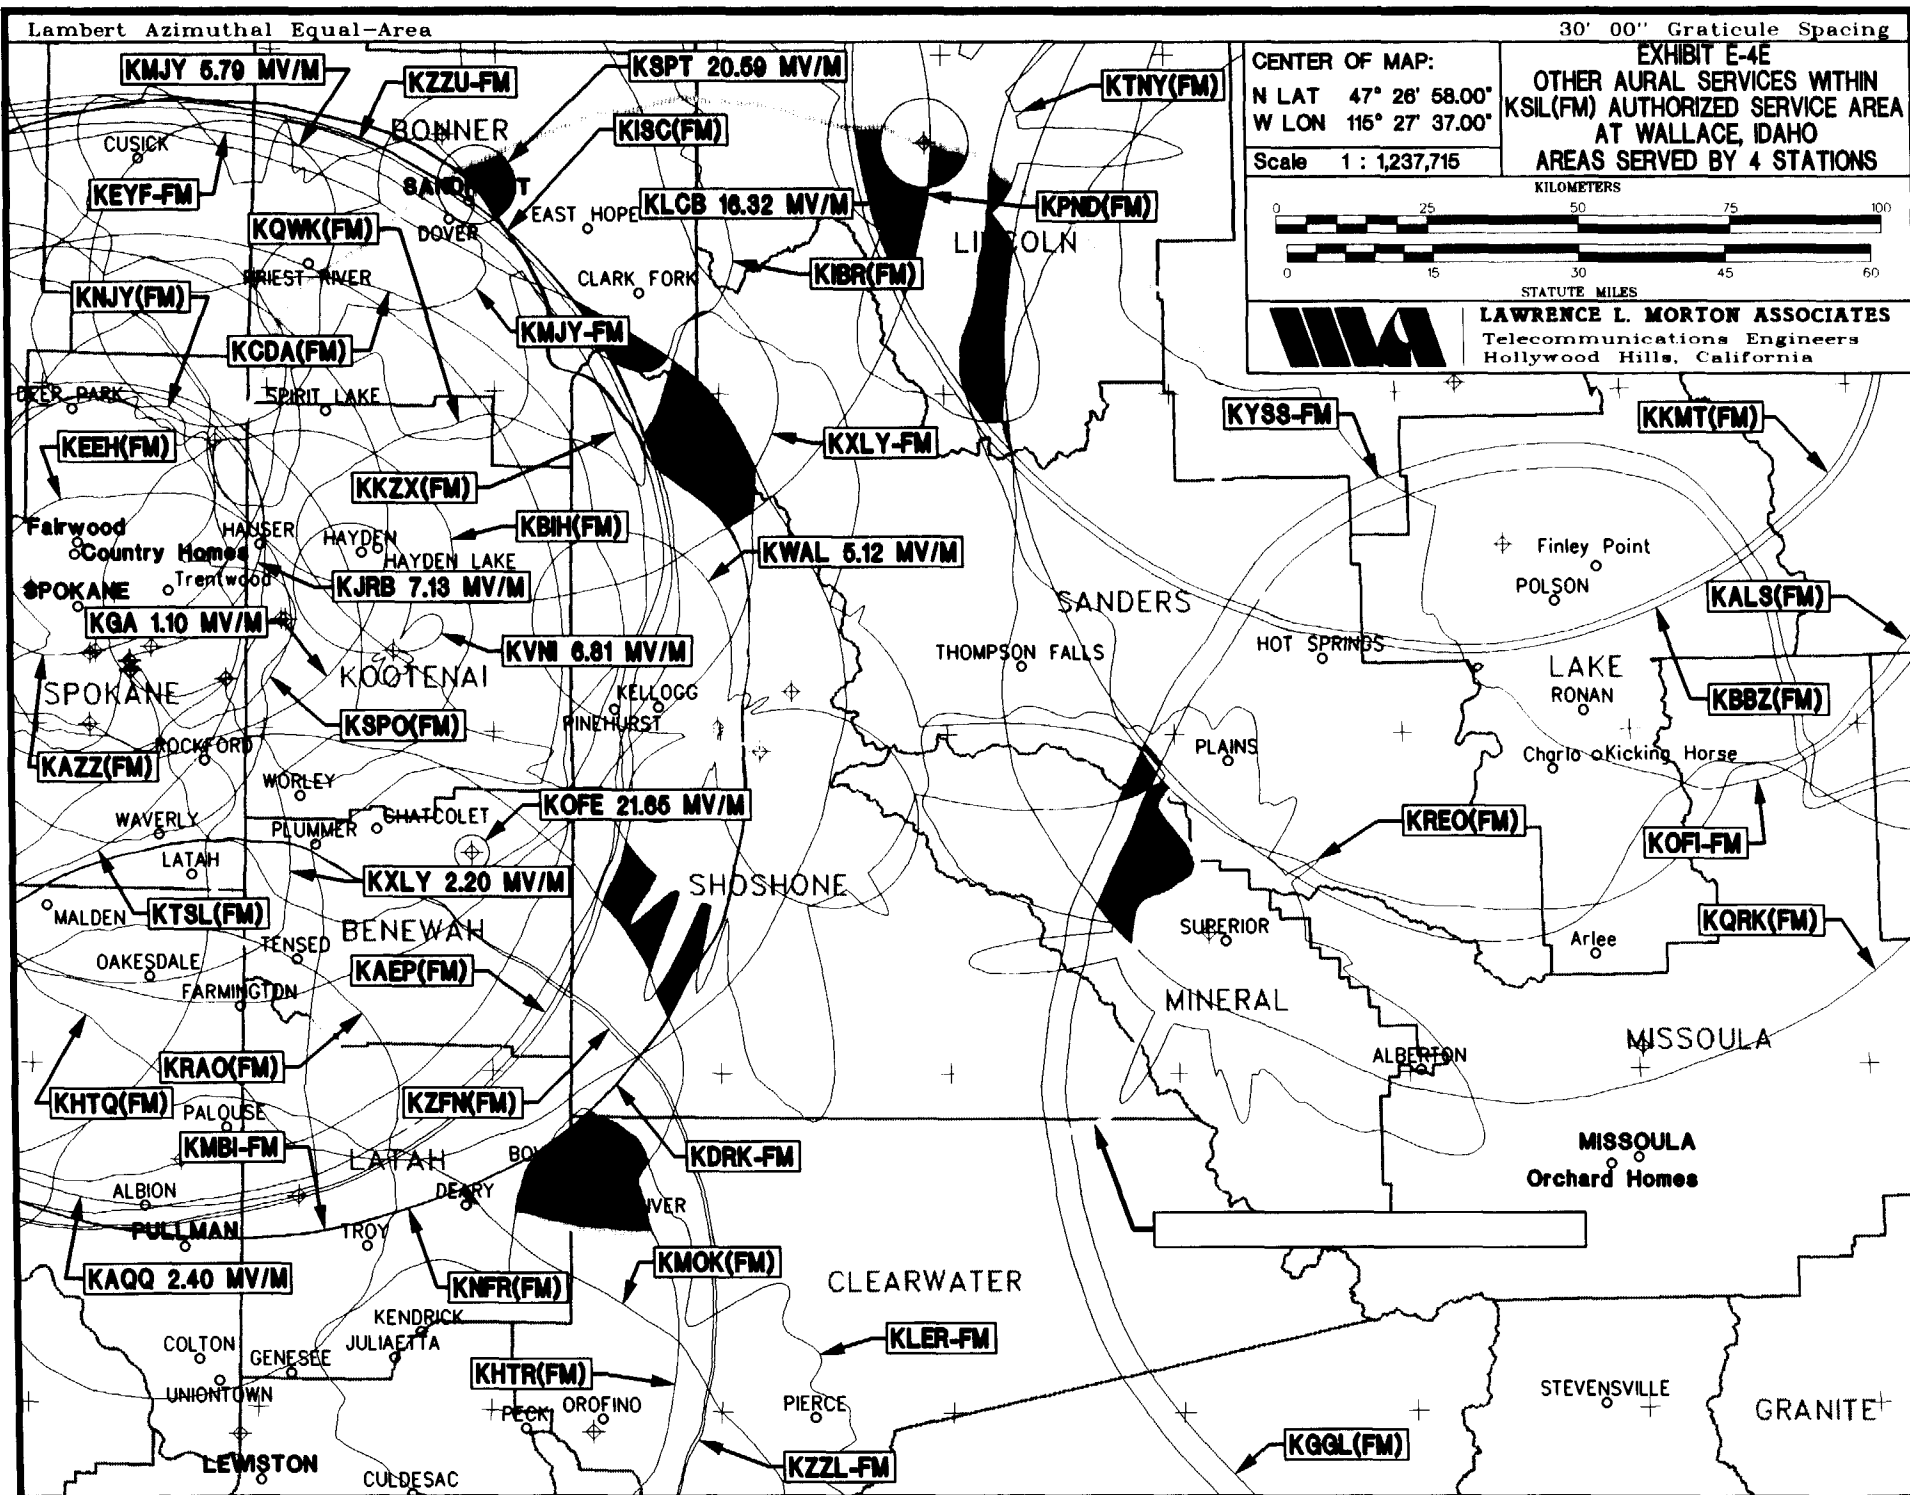 Lambert Azimuthal Equal-Area
30' 00'' Graticule Spacing
CENTER OF MAP:
N LAT 47° 26' 58.00"
W LON 115° 27' 37.00"
Scale 1 : 1,237,715
EXHIBIT E-4E
OTHER AURAL SERVICES WITHIN
KSIL(FM) AUTHORIZED SERVICE AREA
AT WALLACE, IDAHO
AREAS SERVED BY 4 STATIONS
KILOMETERS
0 25 50 75 100
0 15 30 45 60
STATUTE MILES
LAWRENCE L. MORTON ASSOCIATES
Telecommunications Engineers
Hollywood Hills, California
KMJY 5.79 MV/M
KZZU-FM
KSPT 20.59 MV/M
KTNY(FM)
BONNER
KISC(FM)
CUSICK
KEYF-FM
KLCB 16.32 MV/M
KPND(FM)
EAST HOPE
KQWK(FM)
DOVER
LINCOLN
PRIEST RIVER
CLARK FORK
KIBR(FM)
KNJY(FM)
KMJY-FM
KCDA(FM)
DEER PARK
SPIRIT LAKE
KYSS-FM
KKMT(FM)
KEEH(FM)
KXLY-FM
KKZX(FM)
Fairwood
Country Homes
HAUSER
HAYDEN
KBIH(FM)
HAYDEN LAKE
KWAL 5.12 MV/M
Finley Point
POLSON
Trentwood
KJRB 7.13 MV/M
SPOKANE
SANDERS
KALS(FM)
KGA 1.10 MV/M
KVNI 6.81 MV/M
THOMPSON FALLS
HOT SPRINGS
LAKE
SPOKANE
KOOTENAI
KELLOGG
RONAN
KBBZ(FM)
KSPO(FM)
PINEHURST
ROCKFORD
PLAINS
Charlo
Kicking Horse
KAZZ(FM)
WORLEY
KOFE 21.65 MV/M
WAVERLY
PLUMMER
CHATCOLET
KREO(FM)
KOFI-FM
LATAH
KXLY 2.20 MV/M
SHOSHONE
MALDEN
KTSL(FM)
BENEWAH
SUPERIOR
KQRK(FM)
TENSED
Arlee
OAKESDALE
KAEP(FM)
FARMINGTON
MINERAL
MISSOULA
KRAO(FM)
ALBERTON
KHTQ(FM)
PALOUSE
KZFN(FM)
KMBI-FM
LATAH
KDRK-FM
MISSOULA
Orchard Homes
ALBION
DEARY
PULLMAN
TROY
KAQQ 2.40 MV/M
KNFR(FM)
KMOK(FM)
CLEARWATER
KENDRICK
JULIAETTA
COLTON
GENESEE
KLER-FM
UNIONTOWN
KHTR(FM)
PECK
OROFINO
PIERCE
STEVENSVILLE
GRANITE
LEWISTON
CULDESAC
KZZL-FM
KGGL(FM)